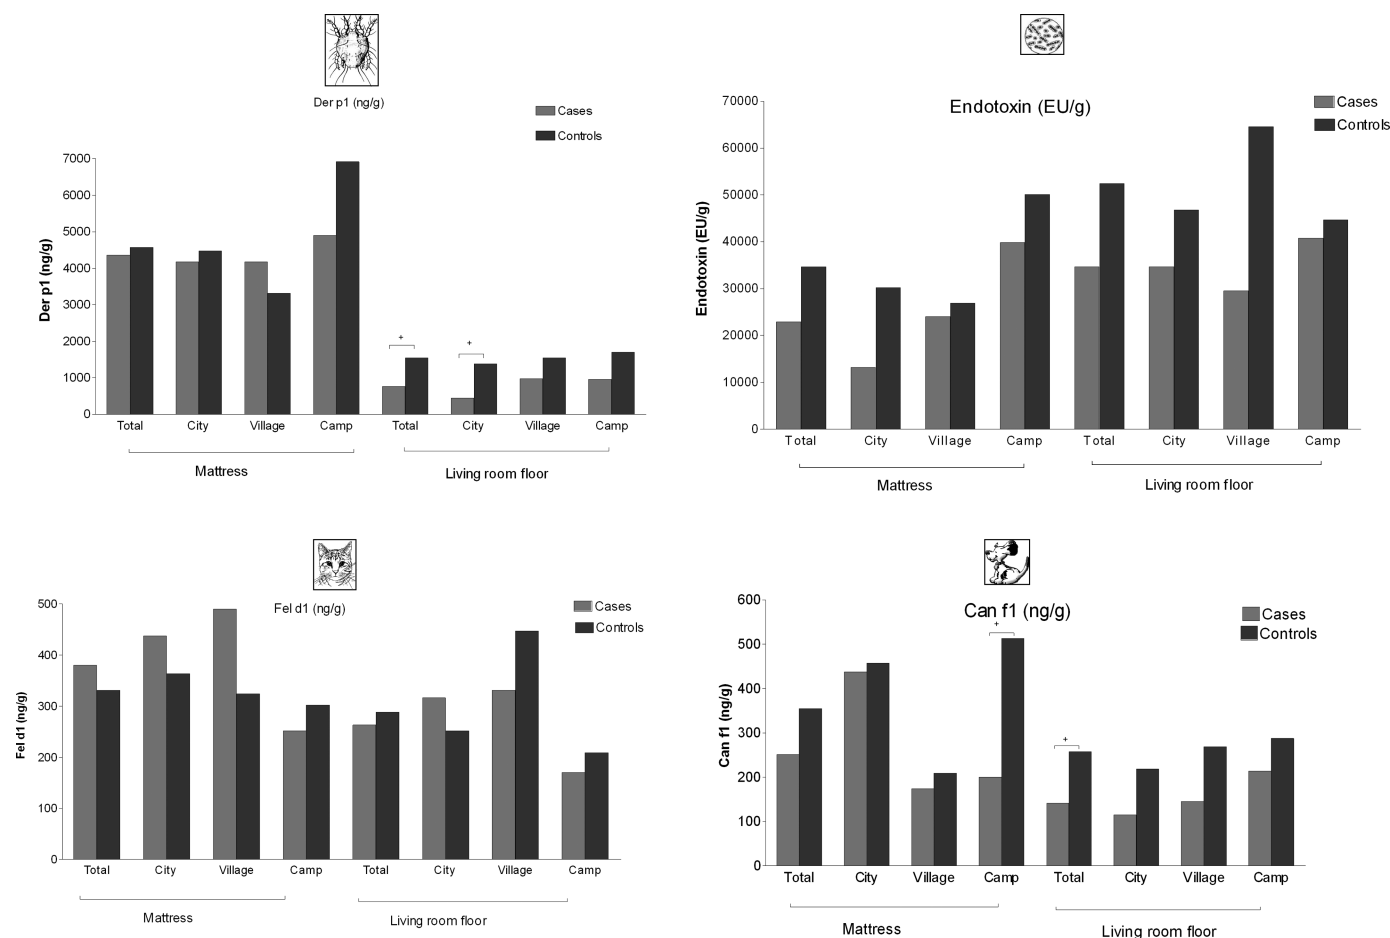 Der p1 (ng/g)
Cases
Controls
7000
6000
5000
4000
3000
2000
1000
0
Der p1 (ng/g)
+
+
Total City Village Camp Total City Village Camp
Mattress
Living room floor
Endotoxin (EU/g)
Cases
Controls
70000
60000
50000
40000
30000
20000
10000
0
Endotoxin (EU/g)
Total City Village Camp Total City Village Camp
Mattress
Living room floor
Fel d1 (ng/g)
Cases
Controls
500
400
300
200
100
0
Fel d1 (ng/g)
Total City Village Camp Total City Village Camp
Mattress
Living room floor
Can f1 (ng/g)
Cases
Controls
600
500
400
300
200
100
0
Can f1 (ng/g)
+
+
Total City Village Camp Total City Village Camp
Mattress
Living room floor